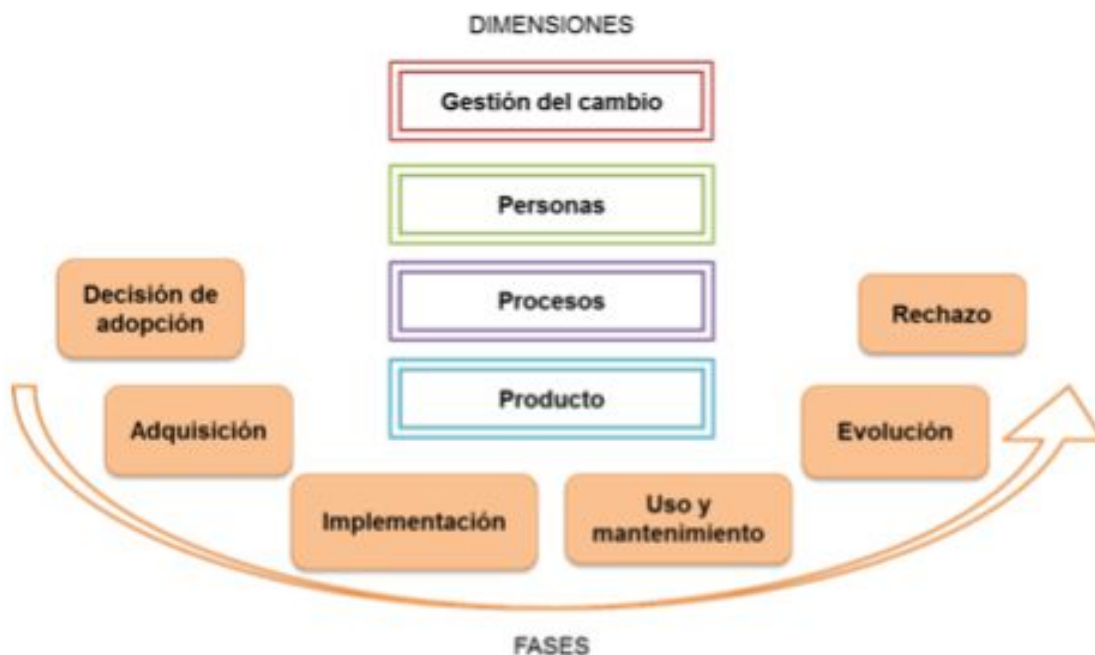 DIMENSIONES
Gestión del cambio
Personas
Procesos
Producto
Decisión de
adopción
Adquisición
Implementación
Uso y
mantenimiento
Evolución
Rechazo
FASES